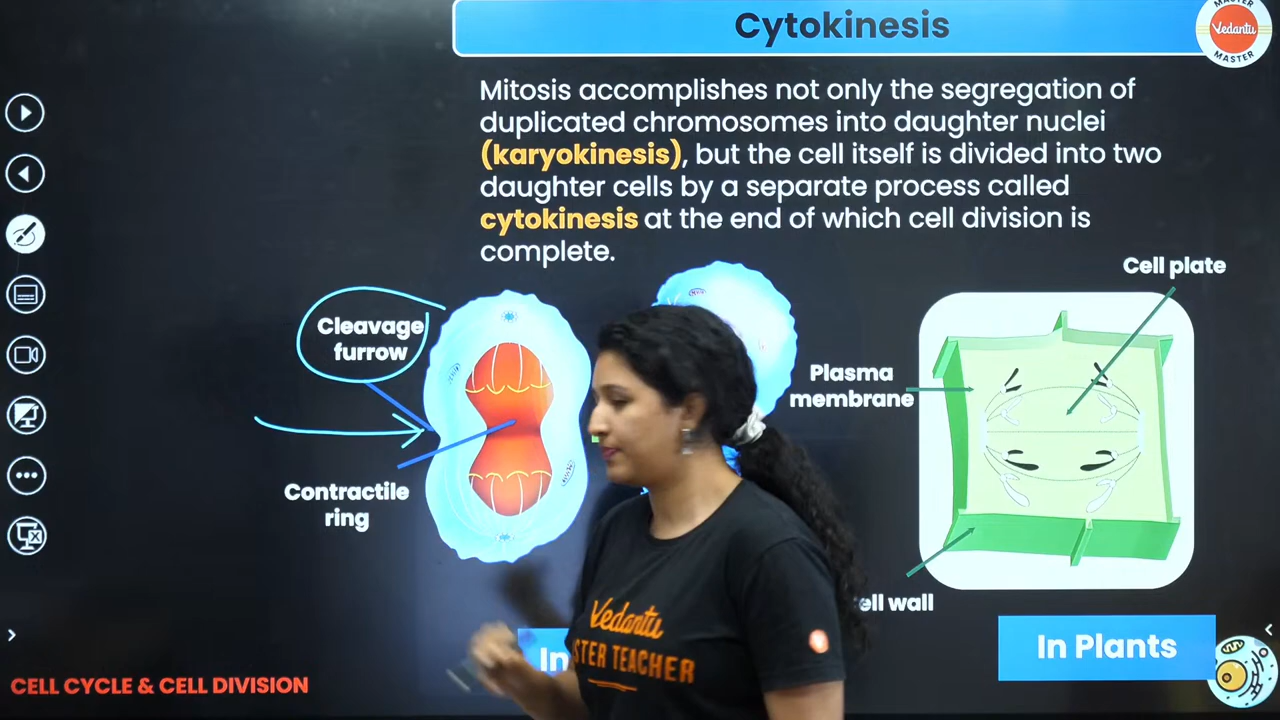 Cytokinesis
MASTER
Vedantu
MASTER
Mitosis accomplishes not only the segregation of
duplicated chromosomes into daughter nuclei
(karyokinesis), but the cell itself is divided into two
daughter cells by a separate process called
cytokinesis at the end of which cell division is
complete.
Cell plate
Cleavage
furrow
Plasma
membrane
Contractile
ring
ell wall
Vedantu
STER TEACHER
In
In Plants
CELL CYCLE & CELL DIVISION